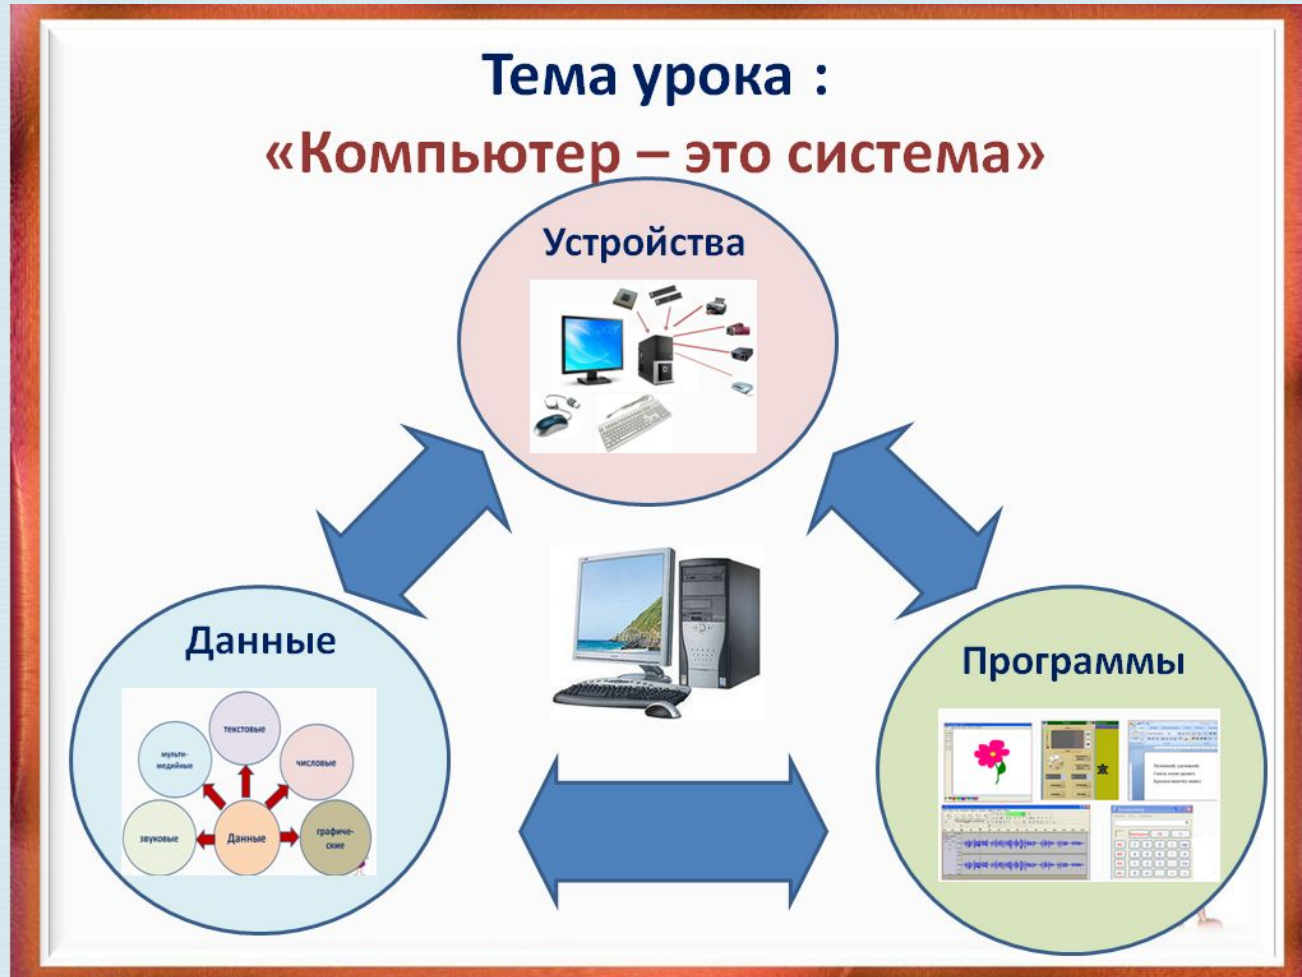 Тема урока :
«Компьютер – это система»
Устройства
Данные
текстовые
мульти-
медийные
числовые
звуковые
Данные
графиче-
ские
Программы